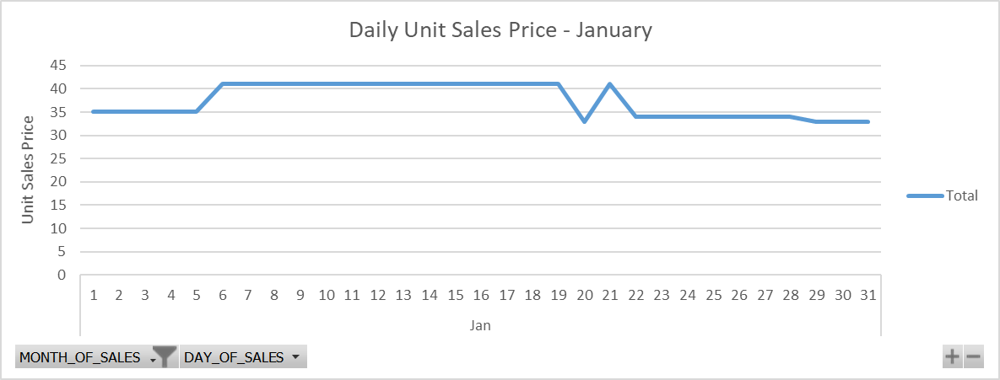 Daily Unit Sales Price - January
45
40
35
30
25
20
15
10
5
0
Unit Sales Price
Total
1 2 3 4 5 6 7 8 9 10 11 12 13 14 15 16 17 18 19 20 21 22 23 24 25 26 27 28 29 30 31
Jan
MONTH_OF_SALES DAY_OF_SALES